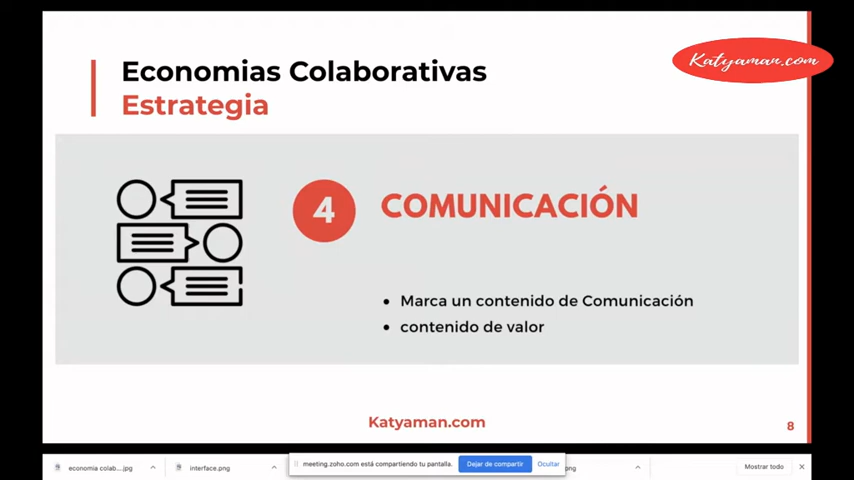 Economias Colaborativas
Estrategia
Katyaman.com
4
COMUNICACIÓN
• Marca un contenido de Comunicación
• contenido de valor
Katyaman.com
8
economia colab....jpg
interface.png
meeting.zoho.com está compartiendo tu pantalla.
Dejar de compartir
Ocultar
png
Mostrar todo